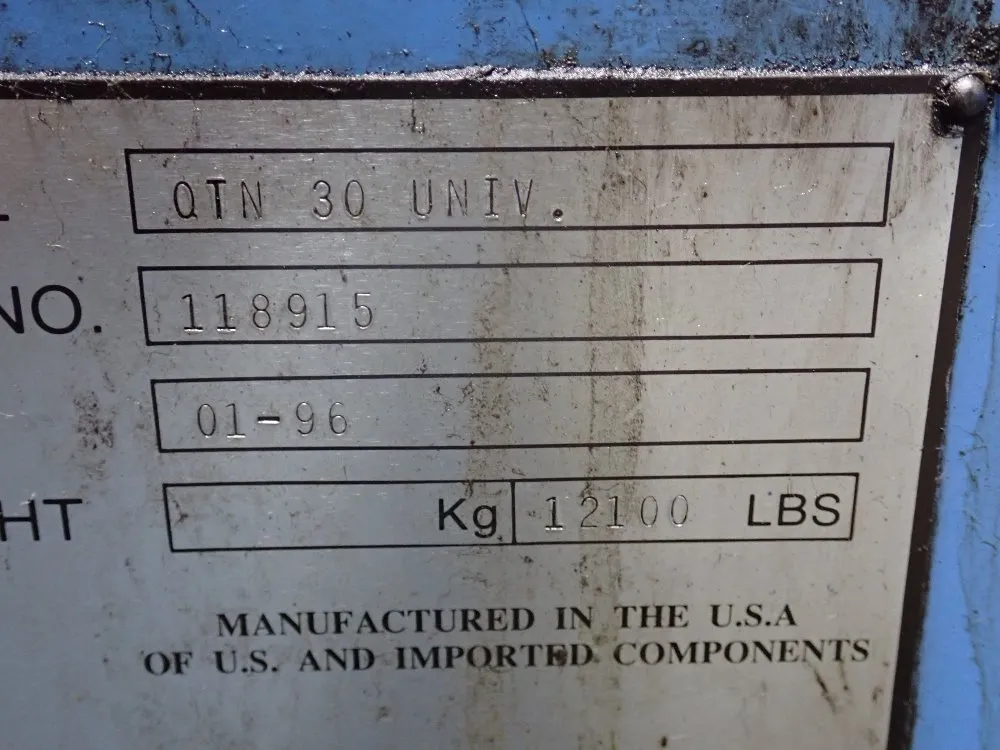 QTN 30 UNIV.
NO. 118915
01-96
HT Kg 12100 LBS
MANUFACTURED IN THE U.S.A
OF U.S. AND IMPORTED COMPONENTS